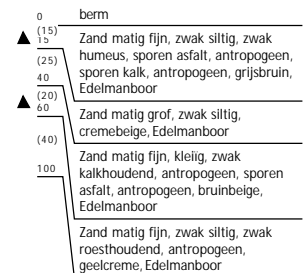 0 berm
(15)
15 Zand matig fijn, zwak siltig, zwak
humeus, sporen asfalt, antropogeen,
(25) sporen kalk, antropogeen, grijsbruin,
Edelmanboor
40
(20) Zand matig grof, zwak siltig,
60 cremebeige, Edelmanboor
(40) Zand matig fijn, kleiïg, zwak
kalkhoudend, antropogeen, sporen
100 asfalt, antropogeen, bruinbeige,
Edelmanboor
Zand matig fijn, zwak siltig, zwak
roesthoudend, antropogeen,
geelcreme, Edelmanboor